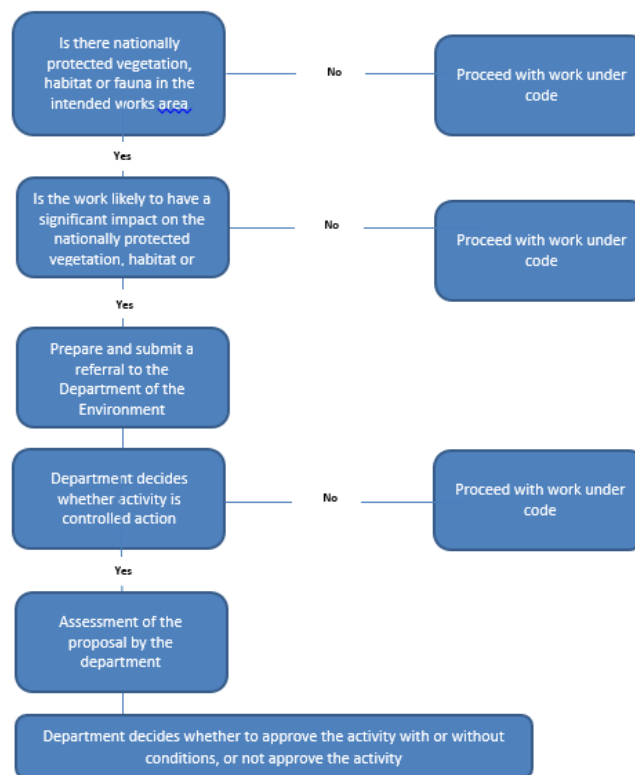 Is there nationally
protected vegetation,
habitat or fauna in the
intended works area
No
Proceed with work under
code
Yes
Is the work likely to have a
significant impact on the
nationally protected
vegetation, habitat or
No
Proceed with work under
code
Yes
Prepare and submit a
referral to the
Department of the
Environment
Department decides
whether activity is
controlled action
No
Proceed with work under
code
Yes
Assessment of the
proposal by the
department
Department decides whether to approve the activity with or without
conditions, or not approve the activity